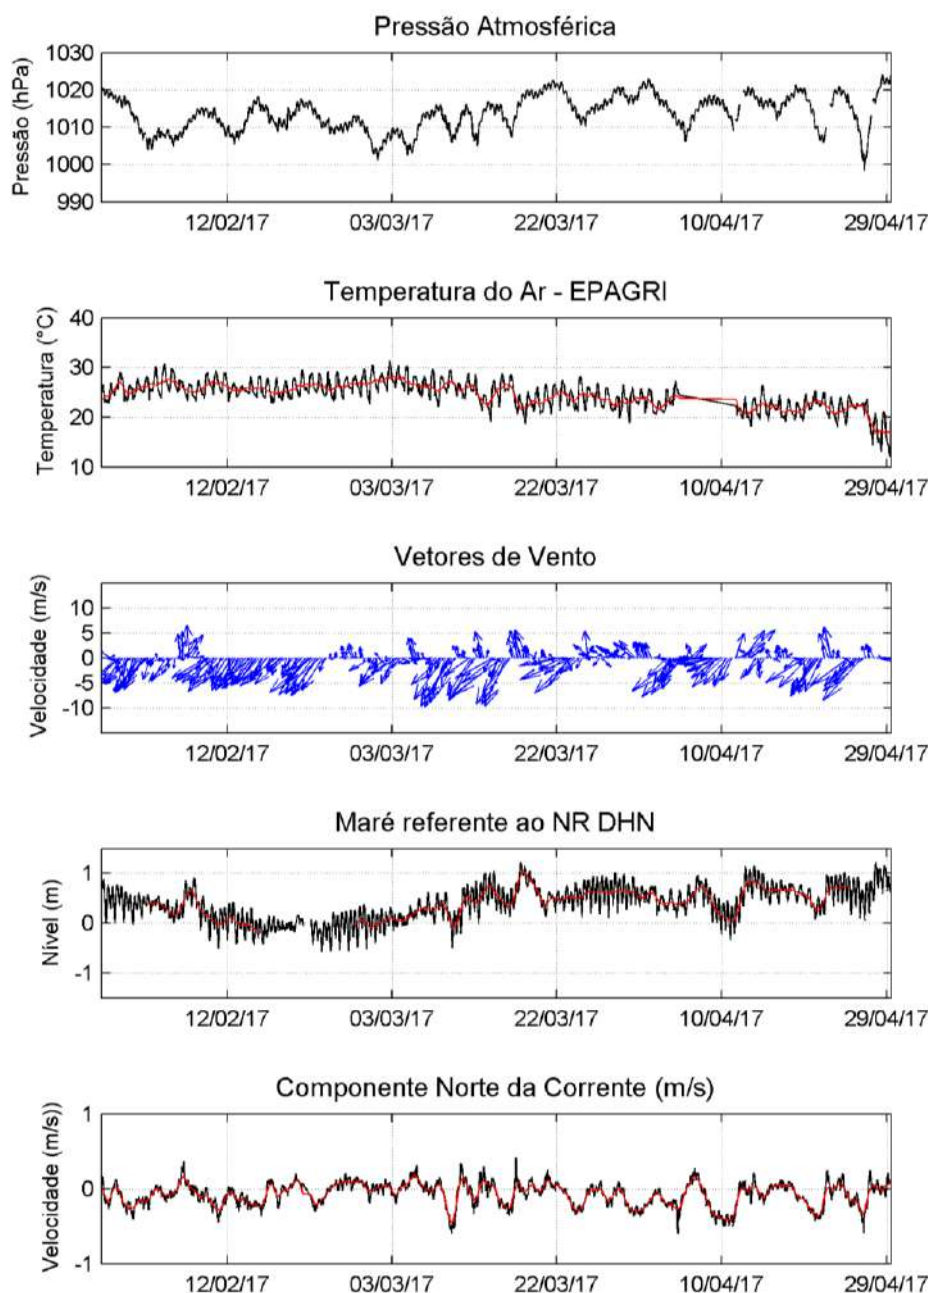 Pressão Atmosférica
1030
1020
1010
1000
990
Pressão (hPa)
12/02/17 03/03/17 22/03/17 10/04/17 29/04/17
Temperatura do Ar - EPAGRI
40
30
20
10
Temperatura (°C)
12/02/17 03/03/17 22/03/17 10/04/17 29/04/17
Vetores de Vento
10
5
0
-5
-10
Velocidade (m/s)
12/02/17 03/03/17 22/03/17 10/04/17 29/04/17
Maré referente ao NR DHN
1
0
-1
Nível (m)
12/02/17 03/03/17 22/03/17 10/04/17 29/04/17
Componente Norte da Corrente (m/s)
1
0
-1
Velocidade (m/s))
12/02/17 03/03/17 22/03/17 10/04/17 29/04/17